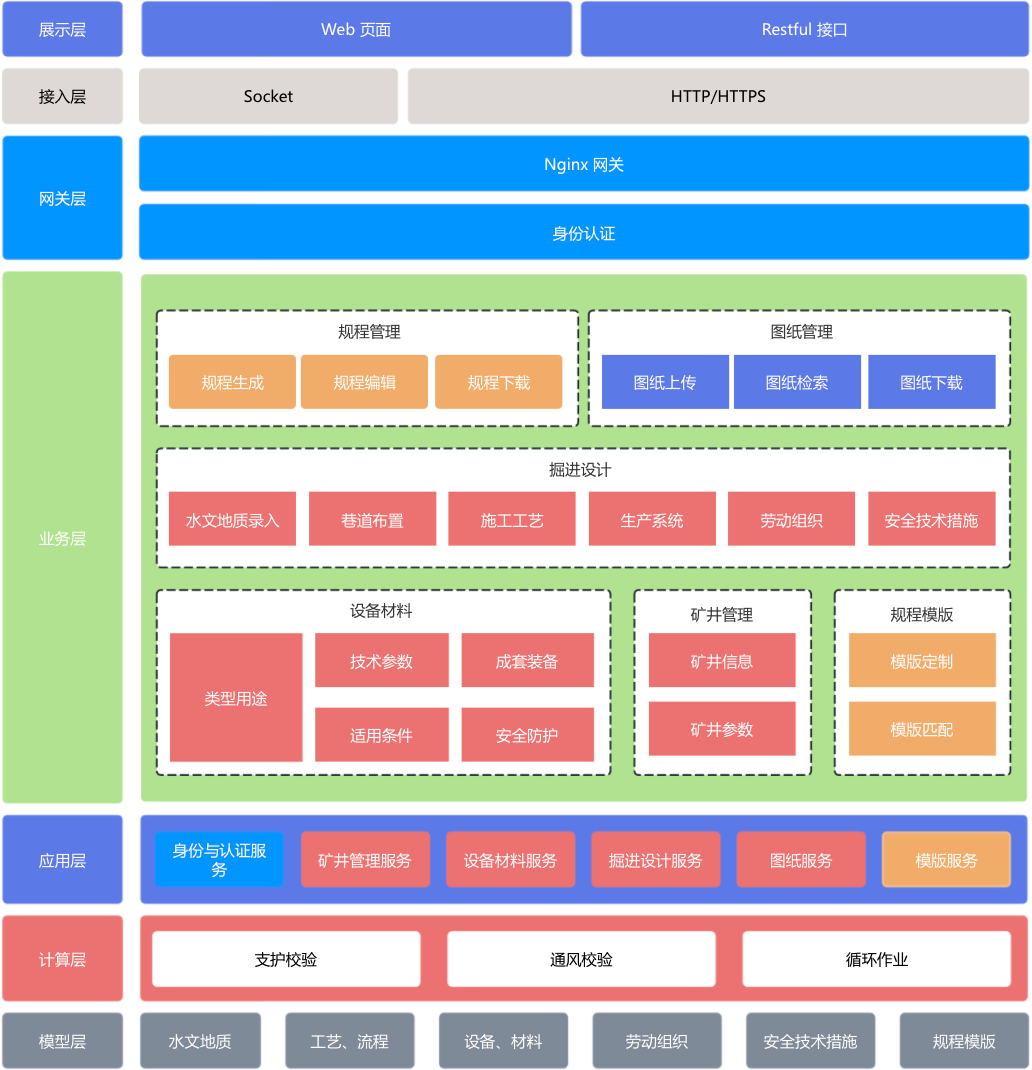 展示层
Web 页面
Restful 接口
接入层
Socket
HTTP/HTTPS
网关层
Nginx 网关
身份认证
业务层
规程管理
规程生成
规程编辑
规程下载
图纸管理
图纸上传
图纸检索
图纸下载
掘进设计
水文地质录入
巷道布置
施工工艺
生产系统
劳动组织
安全技术措施
设备材料
类型用途
技术参数
成套装备
适用条件
安全防护
矿井管理
矿井信息
矿井参数
规程模版
模版定制
模版匹配
应用层
身份与认证服
务
矿井管理服务
设备材料服务
掘进设计服务
图纸服务
模版服务
计算层
支护校验
通风校验
循环作业
模型层
水文地质
工艺、流程
设备、材料
劳动组织
安全技术措施
规程模版